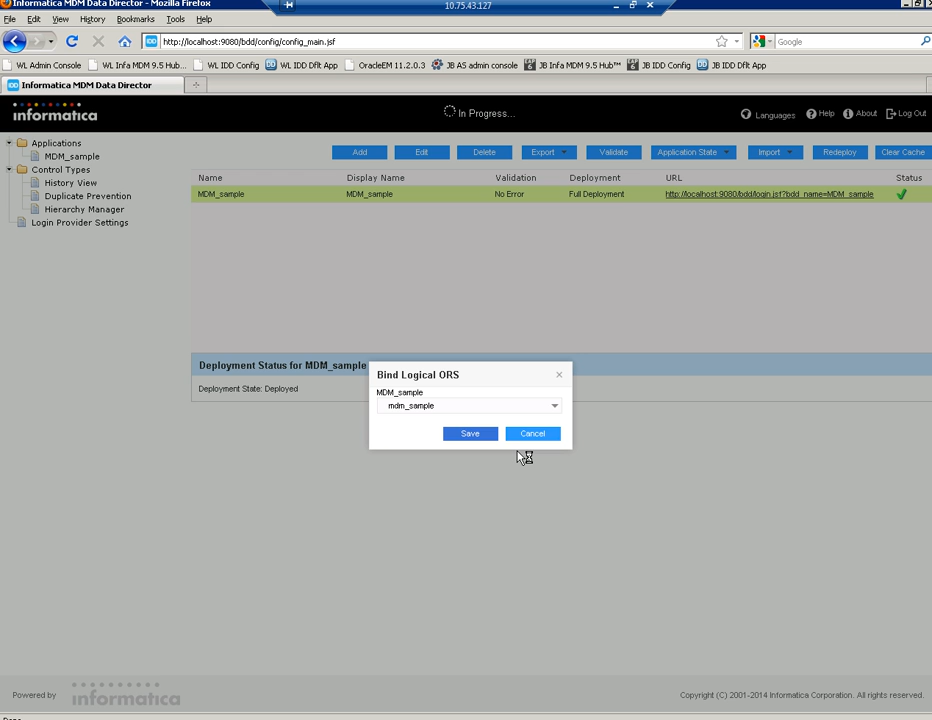 Informatica MDM Data Director - Mozilla Firefox
10.75.43.127
File Edit View History Bookmarks Tools Help
http://localhost:9080/bdd/config/config_main.jsf
Google
WL Admin Console WL Infa MDM 9.5 Hub... WL IDD Config WL IDD Dflt App OracleEM 11.2.0.3 JB AS admin console JB Infa MDM 9.5 Hub™ JB IDD Config JB IDD Dflt App
Informatica MDM Data Director
informatica
In Progress...
Languages Help About Log Out
Applications
MDM_sample
Control Types
History View
Duplicate Prevention
Hierarchy Manager
Login Provider Settings
Add Edit Delete Export Validate Application State Import Redeploy Clear Cache
Name Display Name Validation Deployment URL Status
MDM_sample MDM_sample No Error Full Deployment http://localhost:9080/bdd/login.jsf?bdd_name=MDM_sample
Deployment Status for MDM_sample
Deployment State: Deployed
Bind Logical ORS
MDM_sample
mdm_sample
Save Cancel
Powered by informatica
Copyright (C) 2001-2014 Informatica Corporation. All rights reserved.